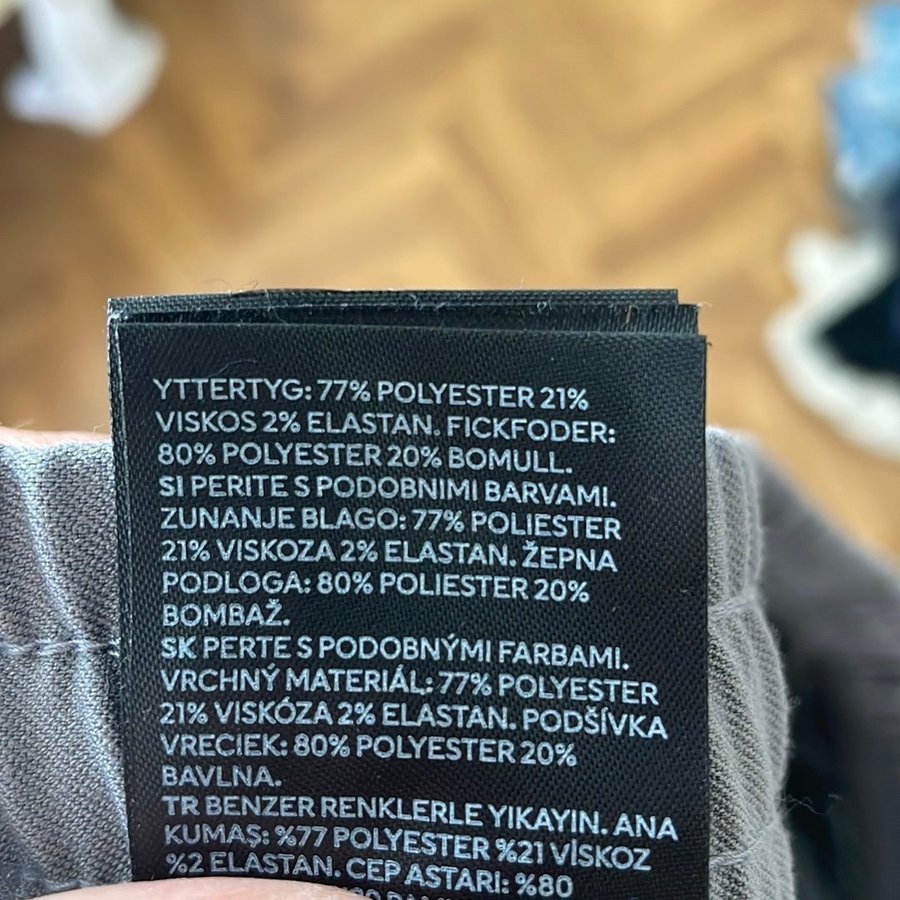 YTTERTYG: 77% POLYESTER 21%
VISKOS 2% ELASTAN. FICKFODER:
80% POLYESTER 20% BOMULL.
SI PERITE S PODOBNIMI BARVAMI.
ZUNANJE BLAGO: 77% POLIESTER
21% VISKOZA 2% ELASTAN. ŽEPNA
PODLOGA: 80% POLIESTER 20%
BOMBAŽ.
SK PERTE S PODOBNÝMI FARBAMI.
VRCHNÝ MATERIÁL: 77% POLYESTER
21% VISKÓZA 2% ELASTAN. PODŠÍVKA
VRECIEK: 80% POLYESTER 20%
BAVLNA.
TR BENZER RENKLERLE YIKAYIN. ANA
KUMAŞ: %77 POLYESTER %21 VİSKOZ
%2 ELASTAN. CEP ASTARI: %80